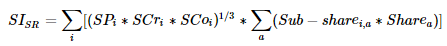 SI_{SR} = \sum_{i} [(SP_i * SCr_i * SCo_i)^{1/3} * \sum_{a} (Sub - share_{i,a} * Share_a)]